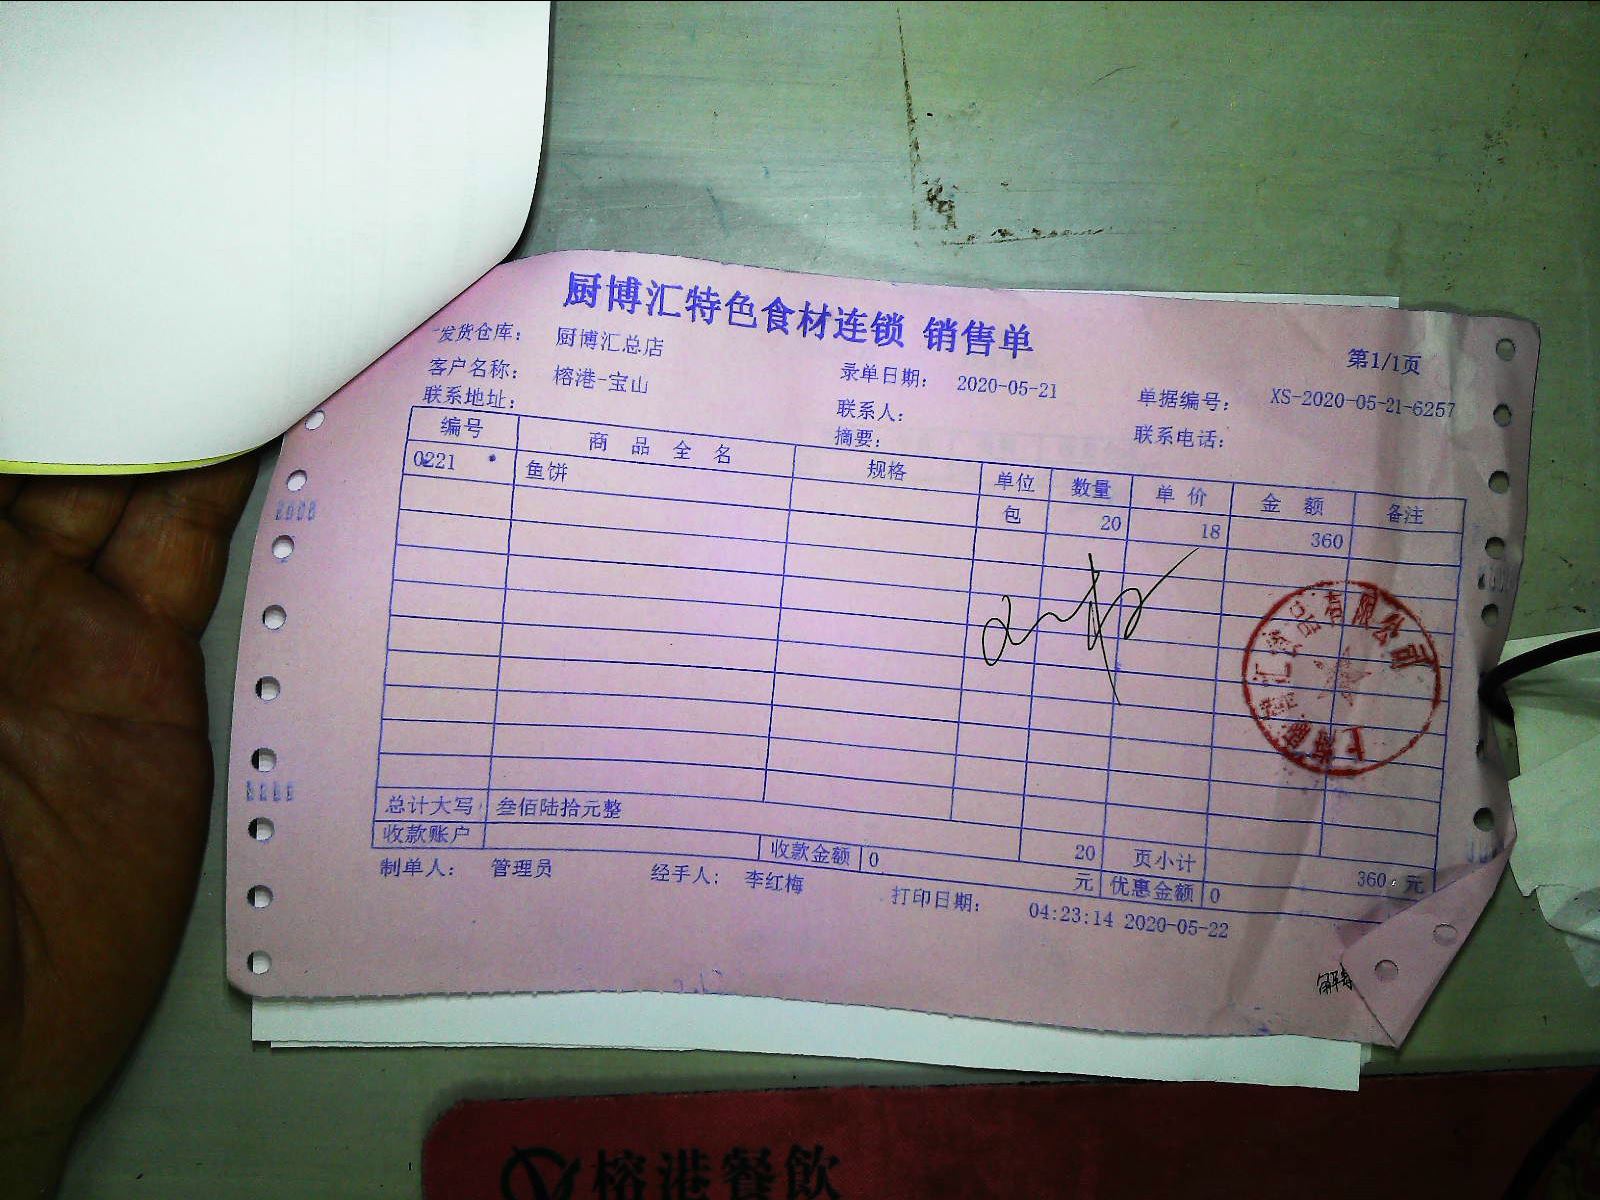 厨博汇特色食材连锁 销售单
第1/1页
发货仓库： 厨博汇总店
客户名称： 榕港-宝山 录单日期： 2020-05-21 单据编号： XS-2020-05-21-6257
联系地址： 联系人： 联系电话：
摘要：
编号 商品全名 规格 单位 数量 单价 金额 备注
0221 鱼饼 包 20 18 360
总计大写 叁佰陆拾元整 20 页小计 360 元
收款账户 收款金额 0 元 优惠金额 0
制单人： 管理员 经手人： 李红梅 打印日期： 04:23:14 2020-05-22
榕港餐飲